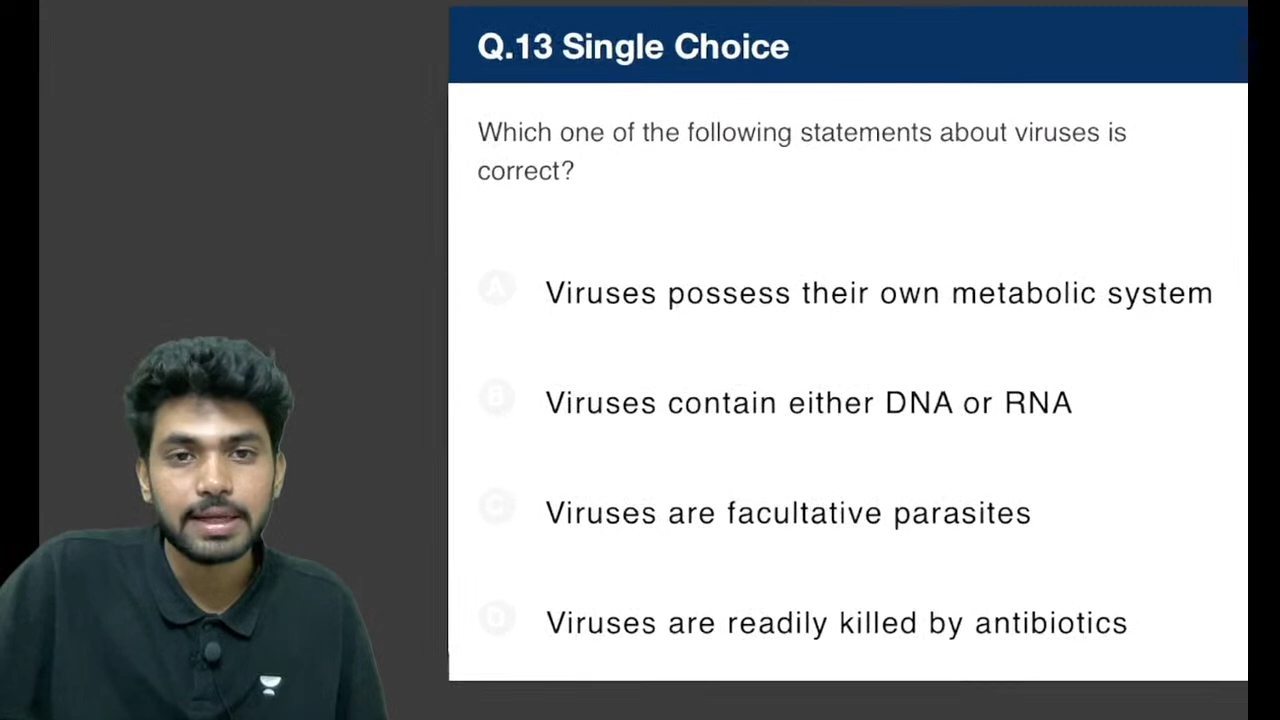 Q.13 Single Choice
Which one of the following statements about viruses is
correct?
A Viruses possess their own metabolic system
B Viruses contain either DNA or RNA
C Viruses are facultative parasites
D Viruses are readily killed by antibiotics